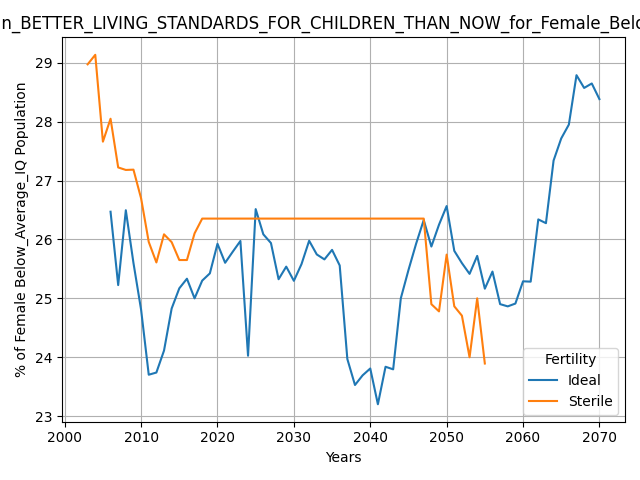 n_BETTER_LIVING_STANDARDS_FOR_CHILDREN_THAN_NOW_for_Female_Belo
% of Female Below_Average_IQ Population
29
28
27
26
25
24
23
2000 2010 2020 2030 2040 2050 2060 2070
Years
Fertility
Ideal
Sterile